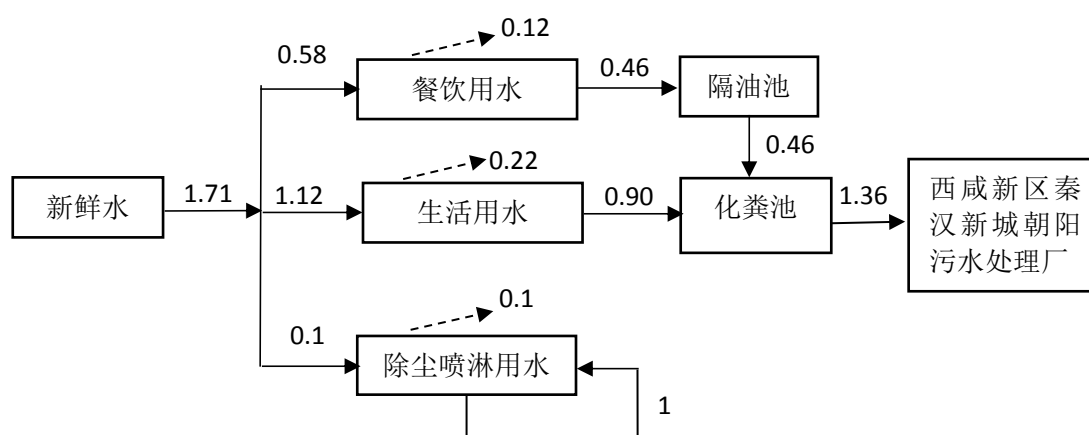 0.12
0.58
餐饮用水
0.46
隔油池
0.46
0.22
新鲜水
1.71
1.12
生活用水
0.90
化粪池
1.36
西咸新区秦
汉新城朝阳
污水处理厂
0.1
0.1
除尘喷淋用水
1